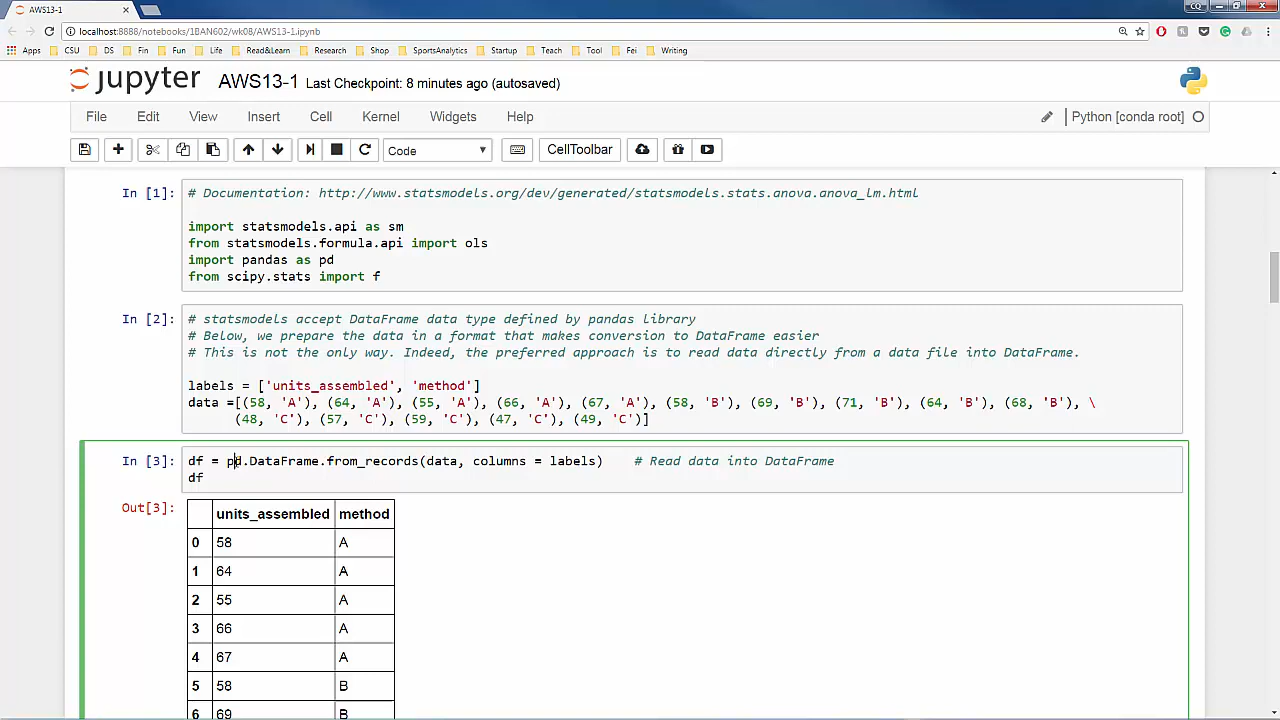 AWS13-1
CQ
localhost:8888/notebooks/1BAN602/wk08/AWS13-1.ipynb
Apps CSU DS Fin Fun Life Read&Learn Research Shop SportsAnalytics Startup Teach Tool Fei Writing
jupyter AWS13-1 Last Checkpoint: 8 minutes ago (autosaved)
File Edit View Insert Cell Kernel Widgets Help Python [conda root]
Code CellToolbar
In [1]: # Documentation: http://www.statsmodels.org/dev/generated/statsmodels.stats.anova.anova_lm.html
import statsmodels.api as sm
from statsmodels.formula.api import ols
import pandas as pd
from scipy.stats import f
In [2]: # statsmodels accept DataFrame data type defined by pandas library
# Below, we prepare the data in a format that makes conversion to DataFrame easier
# This is not the only way. Indeed, the preferred approach is to read data directly from a data file into DataFrame.
labels = ['units_assembled', 'method']
data =[(58, 'A'), (64, 'A'), (55, 'A'), (66, 'A'), (67, 'A'), (58, 'B'), (69, 'B'), (71, 'B'), (64, 'B'), (68, 'B'), \
(48, 'C'), (57, 'C'), (59, 'C'), (47, 'C'), (49, 'C')]
In [3]: df = pd.DataFrame.from_records(data, columns = labels) # Read data into DataFrame
df
Out[3]:
units_assembled method
0 58 A
1 64 A
2 55 A
3 66 A
4 67 A
5 58 B
6 69 B